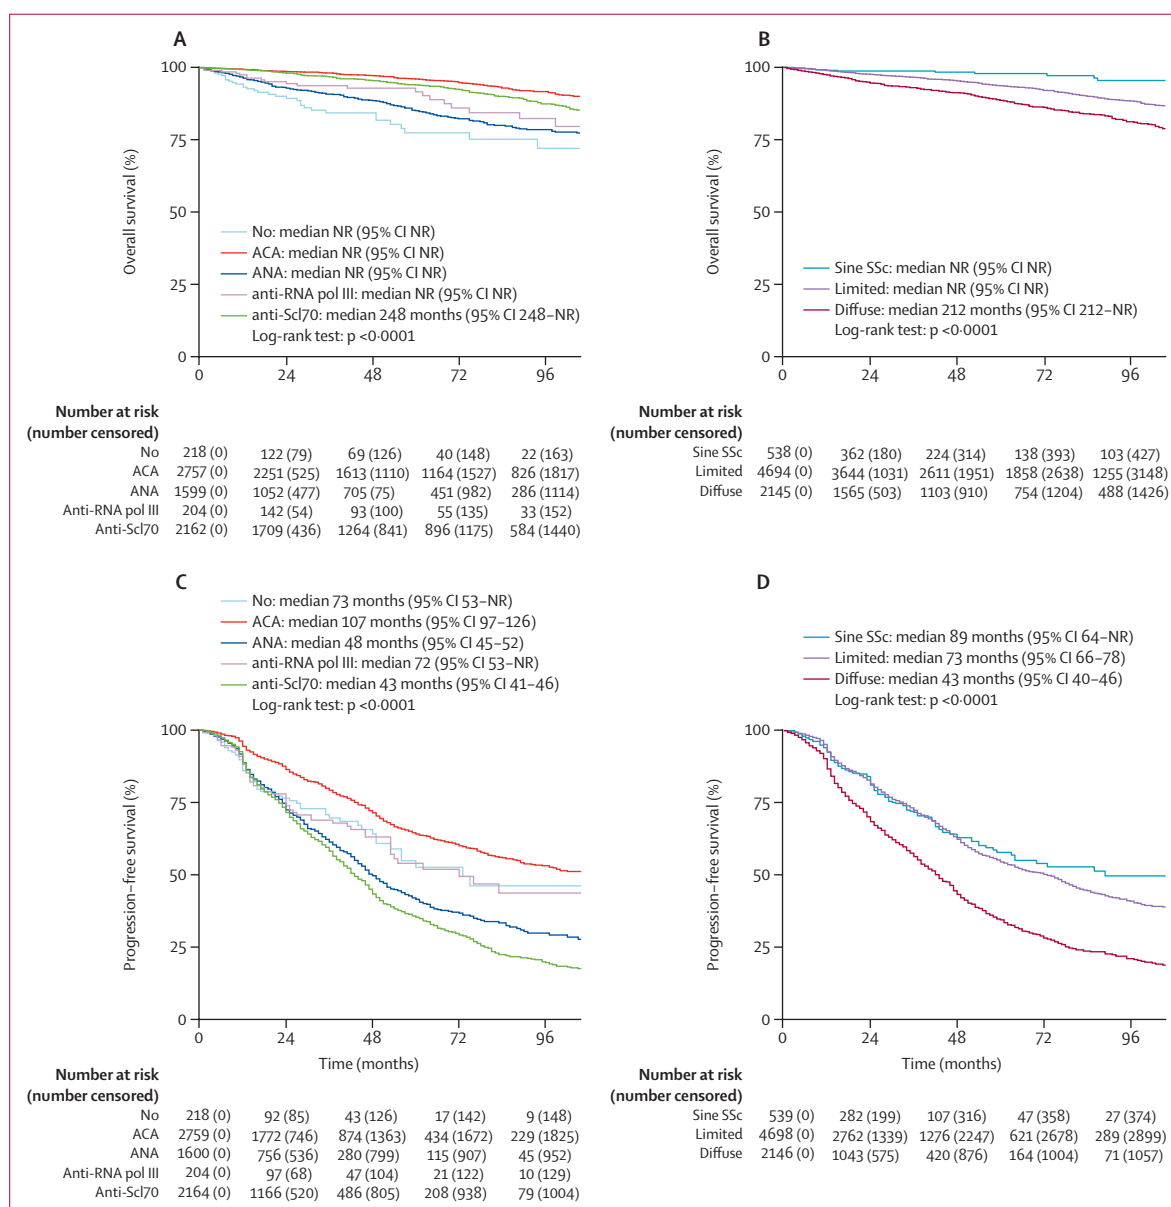 A
100
75
50
25
0
Overall survival (%)
No: median NR (95% CI NR)
ACA: median NR (95% CI NR)
ANA: median NR (95% CI NR)
anti-RNA pol III: median NR (95% CI NR)
anti-Scl70: median 248 months (95% CI 248–NR)
Log-rank test: p <0·0001
0 24 48 72 96
Number at risk
(number censored)
No 218 (0) 122 (79) 69 (126) 40 (148) 22 (163)
ACA 2757 (0) 2251 (525) 1613 (1110) 1164 (1527) 826 (1817)
ANA 1599 (0) 1052 (477) 705 (75) 451 (982) 286 (1114)
Anti-RNA pol III 204 (0) 142 (54) 93 (100) 55 (135) 33 (152)
Anti-Scl70 2162 (0) 1709 (436) 1264 (841) 896 (1175) 584 (1440)
B
100
75
50
25
0
Overall survival (%)
Sine SSc: median NR (95% CI NR)
Limited: median NR (95% CI NR)
Diffuse: median 212 months (95% CI 212–NR)
Log-rank test: p <0·0001
0 24 48 72 96
Number at risk
(number censored)
Sine SSc 538 (0) 362 (180) 224 (314) 138 (393) 103 (427)
Limited 4694 (0) 3644 (1031) 2611 (1951) 1858 (2638) 1255 (3148)
Diffuse 2145 (0) 1565 (503) 1103 (910) 754 (1204) 488 (1426)
C
No: median 73 months (95% CI 53–NR)
ACA: median 107 months (95% CI 97–126)
ANA: median 48 months (95% CI 45–52)
anti-RNA pol III: median 72 (95% CI 53–NR)
anti-Scl70: median 43 months (95% CI 41–46)
Log-rank test: p <0·0001
100
75
50
25
0
Progression-free survival (%)
0 24 48 72 96
Time (months)
Number at risk
(number censored)
No 218 (0) 92 (85) 43 (126) 17 (142) 9 (148)
ACA 2759 (0) 1772 (746) 874 (1363) 434 (1672) 229 (1825)
ANA 1600 (0) 756 (536) 280 (799) 115 (907) 45 (952)
Anti-RNA pol III 204 (0) 97 (68) 47 (104) 21 (122) 10 (129)
Anti-Scl70 2164 (0) 1166 (520) 486 (805) 208 (938) 79 (1004)
D
Sine SSc: median 89 months (95% CI 64–NR)
Limited: median 73 months (95% CI 66–78)
Diffuse: median 43 months (95% CI 40–46)
Log-rank test: p <0·0001
100
75
50
25
0
Progression-free survival (%)
0 24 48 72 96
Time (months)
Number at risk
(number censored)
Sine SSc 539 (0) 282 (199) 107 (316) 47 (358) 27 (374)
Limited 4698 (0) 2762 (1339) 1276 (2247) 621 (2678) 289 (2899)
Diffuse 2146 (0) 1043 (575) 420 (876) 164 (1004) 71 (1057)